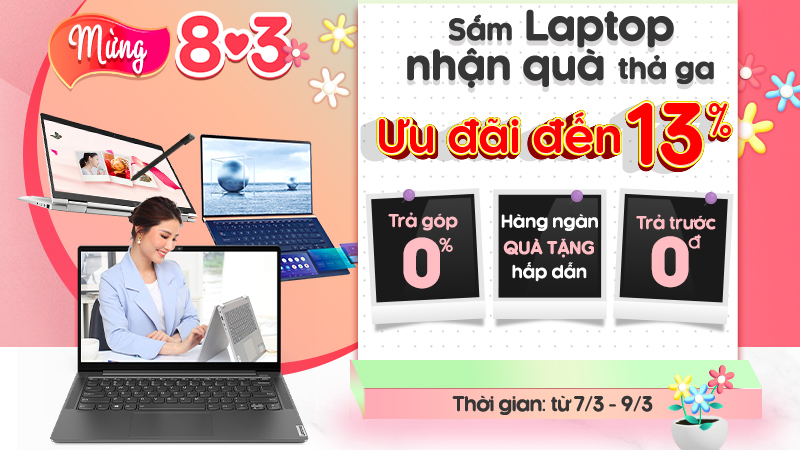 Mừng 8 3
Sắm Laptop
nhận quà thả ga
Ưu đãi đến 13%
Trả góp
0%
Hàng ngàn
QUÀ TẶNG
hấp dẫn
Trả trước
0đ
Thời gian: từ 7/3 - 9/3
Lenovo